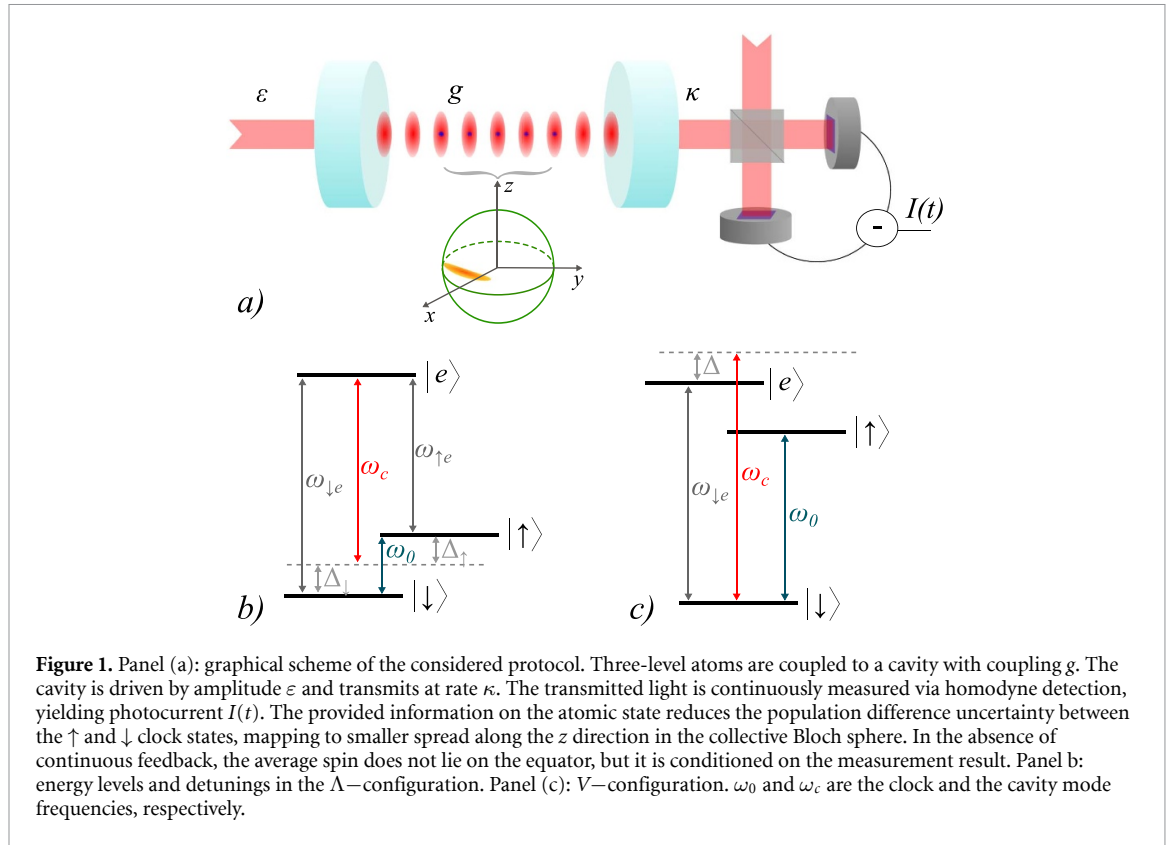 ε
g
κ
z
y
x
I(t)
-
a)
|e⟩
ω↓e
ωc
ω↑e
|↑⟩
ω0
Δ↑
Δ↓
|↓⟩
b)
Δ
|e⟩
|↑⟩
ω↓e
ωc
ω0
|↓⟩
c)
Figure 1. Panel (a): graphical scheme of the considered protocol. Three-level atoms are coupled to a cavity with coupling g. The
cavity is driven by amplitude ε and transmits at rate κ. The transmitted light is continuously measured via homodyne detection,
yielding photocurrent I(t). The provided information on the atomic state reduces the population difference uncertainty between
the ↑ and ↓ clock states, mapping to smaller spread along the z direction in the collective Bloch sphere. In the absence of
continuous feedback, the average spin does not lie on the equator, but it is conditioned on the measurement result. Panel b:
energy levels and detunings in the Λ−configuration. Panel (c): V−configuration. ω0 and ωc are the clock and the cavity mode
frequencies, respectively.